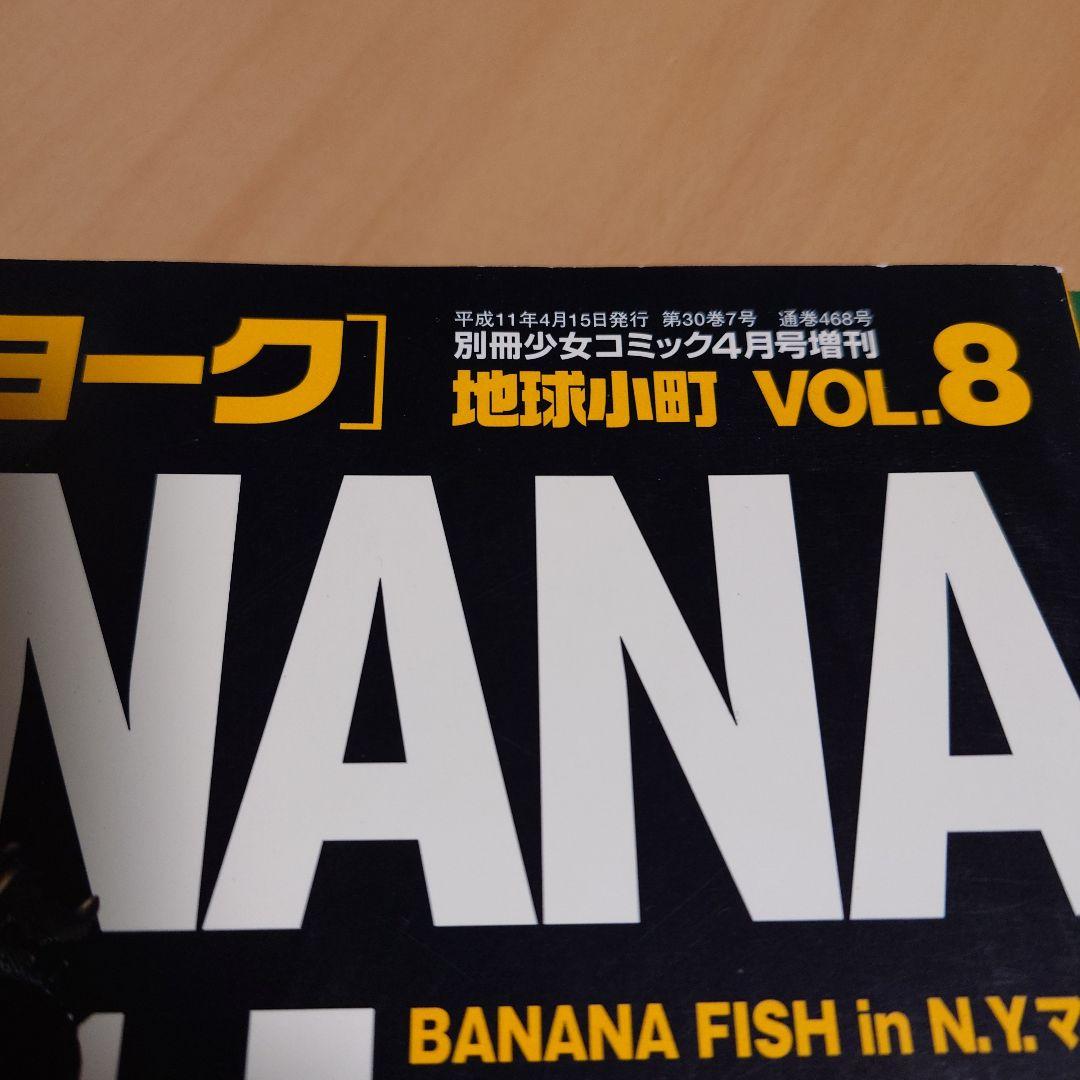 ヨーク]
平成11年4月15日発行 第30巻7号 通巻468号
別冊少女コミック4月号増刊
地球小町 VOL.8
NANA
BANANA FISH in N.Y.マ